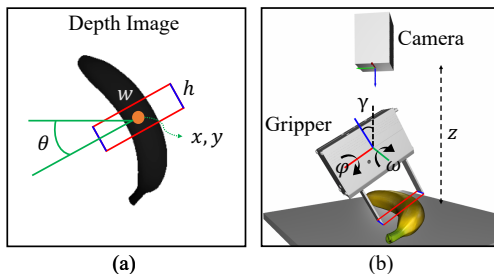 Depth Image
w
h
θ
x, y
(a)
Camera
γ
Gripper
z
φ
ω
(b)